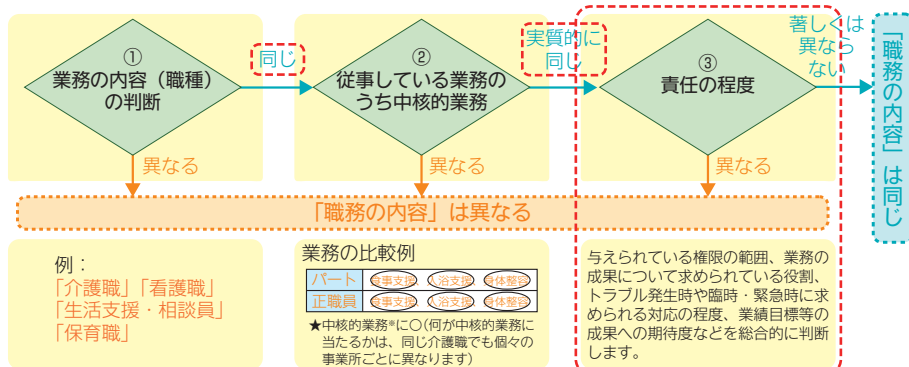 ①
業務の内容（職種）
の判断
同じ
②
従事している業務の
うち中核的業務
実質的に
同じ
③
責任の程度
著しくは
異なら
ない
「職務の内容」は同じ
異なる
異なる
異なる
「職務の内容」は異なる
例：
「介護職」「看護職」
「生活支援・相談員」
「保育職」
業務の比較例
パート 食事支援 入浴支援 身体整容
正職員 食事支援 入浴支援 身体整容
★中核的業務※に○（何が中核的業務に
当たるかは、同じ介護職でも個々の
事業所ごとに異なります）
与えられている権限の範囲、業務の
成果について求められている役割、
トラブル発生時や臨時・緊急時に求
められる対応の程度、業績目標等の
成果への期待度などを総合的に判断
します。